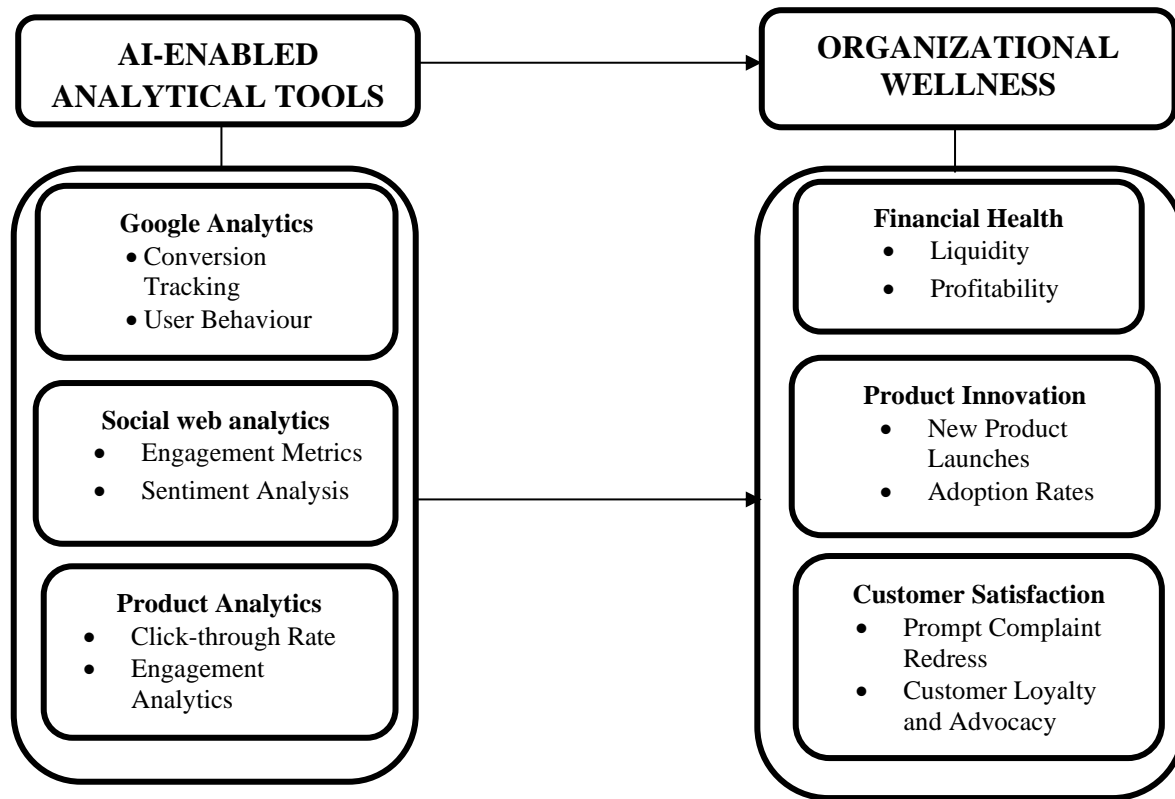 AI-ENABLED
ANALYTICAL TOOLS
ORGANIZATIONAL
WELLNESS
Google Analytics
• Conversion
Tracking
• User Behaviour
Social web analytics
• Engagement Metrics
• Sentiment Analysis
Product Analytics
• Click-through Rate
• Engagement
Analytics
Financial Health
• Liquidity
• Profitability
Product Innovation
• New Product
Launches
• Adoption Rates
Customer Satisfaction
• Prompt Complaint
Redress
• Customer Loyalty
and Advocacy